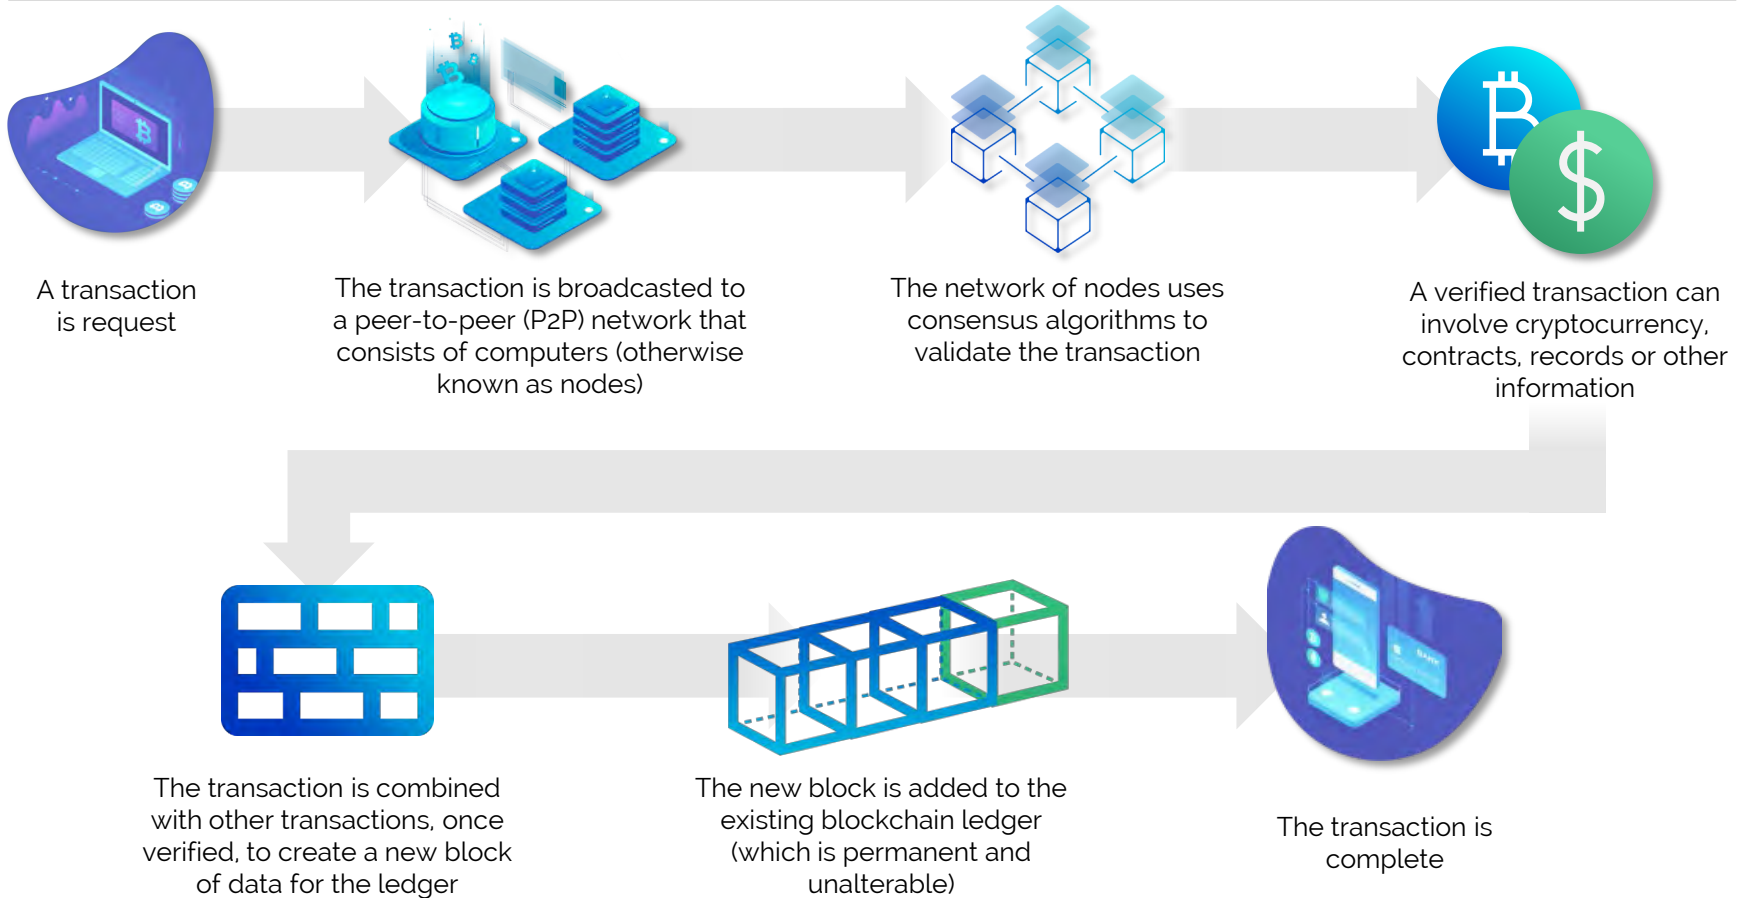 A transaction
is request
The transaction is broadcasted to
a peer-to-peer (P2P) network that
consists of computers (otherwise
known as nodes)
The network of nodes uses
consensus algorithms to
validate the transaction
A verified transaction can
involve cryptocurrency,
contracts, records or other
information
The transaction is combined
with other transactions, once
verified, to create a new block
of data for the ledger
The new block is added to the
existing blockchain ledger
(which is permanent and
unalterable)
BANK
The transaction is
complete